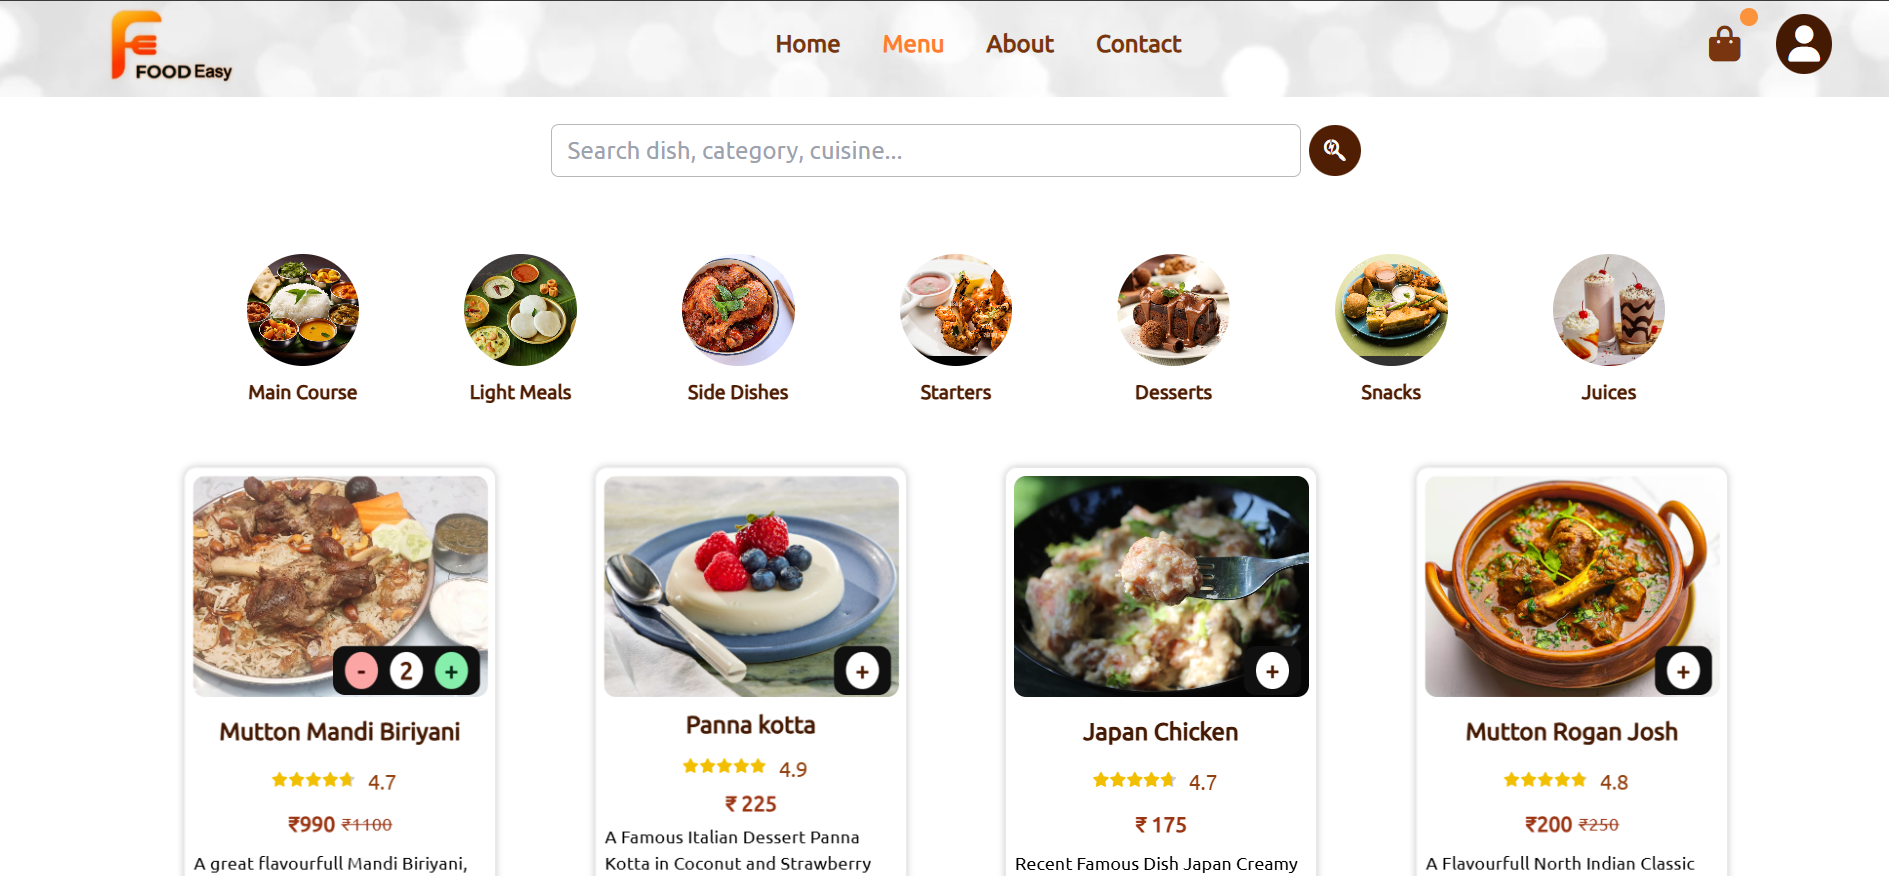 FOOD Easy
Home Menu About Contact
Search dish, category, cuisine...
Main Course Light Meals Side Dishes Starters Desserts Snacks Juices
- 2 +
+
+
+
Mutton Mandi Biriyani
4.7
₹990 ₹1100
A great flavourfull Mandi Biriyani,
Panna kotta
4.9
₹ 225
A Famous Italian Dessert Panna
Kotta in Coconut and Strawberry
Japan Chicken
4.7
₹ 175
Recent Famous Dish Japan Creamy
Mutton Rogan Josh
4.8
₹200 ₹250
A Flavourfull North Indian Classic